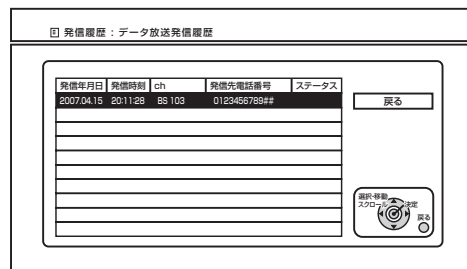 発信履歴:データ放送発信履歴
発信年月日 発信時刻 ch 発信先電話番号 ステータス
2007.04.15 20:11:28 BS 103 0123456789##
戻る
選択・移動
スクロール 決定
戻る